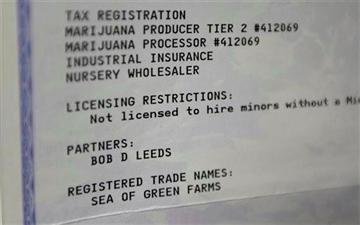 TAX REGISTRATION
MARIJUANA PRODUCER TIER 2 #412069
MARIJUANA PROCESSOR #412069
INDUSTRIAL INSURANCE
NURSERY WHOLESALER
LICENSING RESTRICTIONS:
Not licensed to hire minors without a Mi
PARTNERS:
BOB D LEEDS
REGISTERED TRADE NAMES:
SEA OF GREEN FARMS